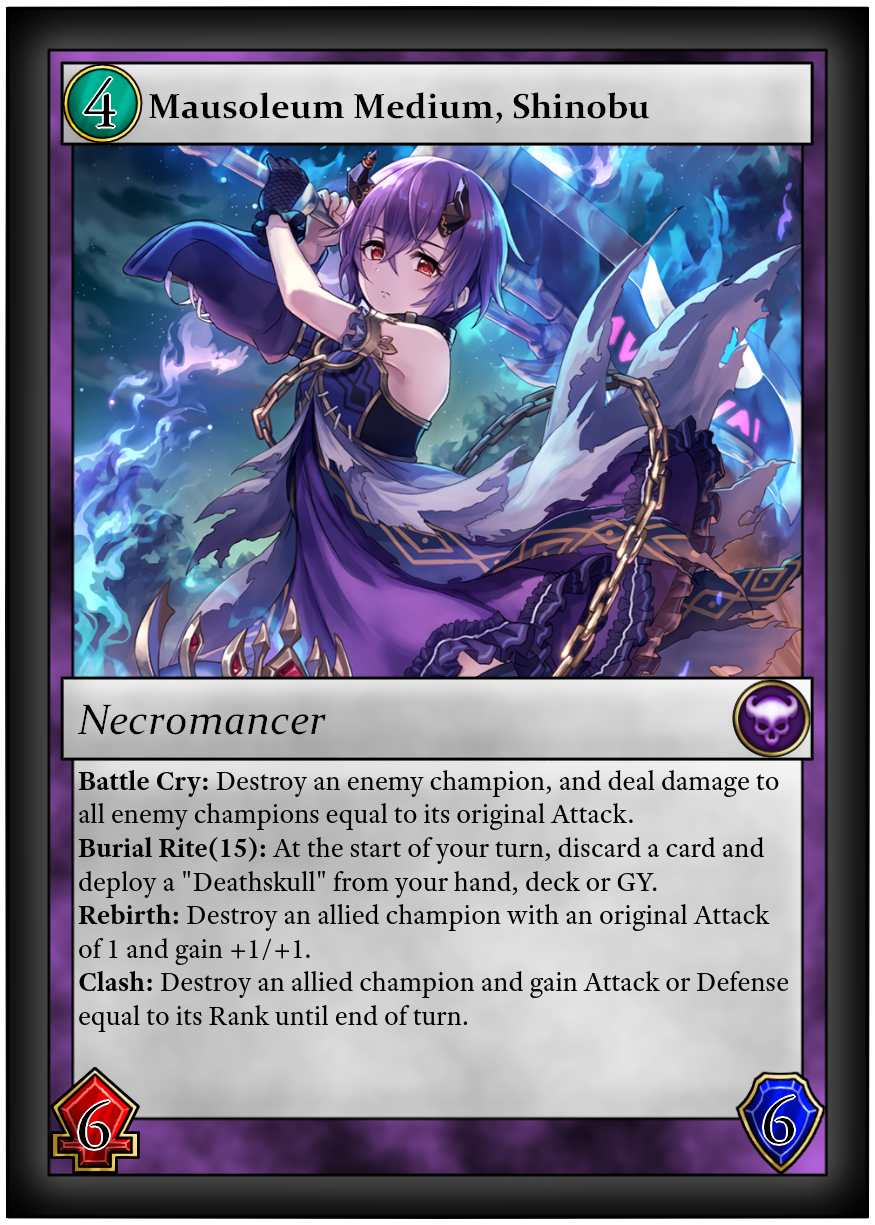 4 Mausoleum Medium, Shinobu
Necromancer
Battle Cry: Destroy an enemy champion, and deal damage to
all enemy champions equal to its original Attack.
Burial Rite(15): At the start of your turn, discard a card and
deploy a "Deathskull" from your hand, deck or GY.
Rebirth: Destroy an allied champion with an original Attack
of 1 and gain +1/+1.
Clash: Destroy an allied champion and gain Attack or Defense
equal to its Rank until end of turn.
6 6